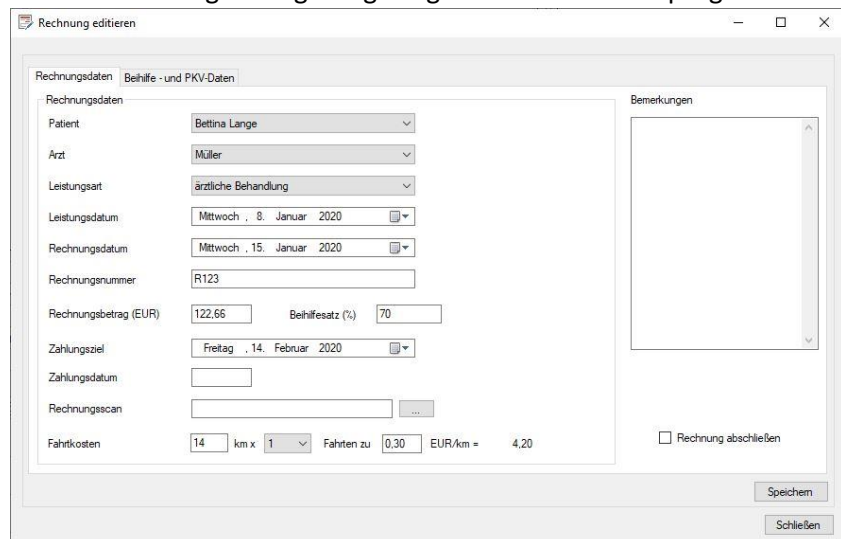 Rechnung editieren
Rechnungsdaten Beihilfe - und PKV-Daten
Rechnungsdaten
Patient Bettina Lange
Arzt Müller
Leistungsart ärztliche Behandlung
Leistungsdatum Mittwoch , 8. Januar 2020
Rechnungsdatum Mittwoch , 15. Januar 2020
Rechnungsnummer R123
Rechnungsbetrag (EUR) 122,66 Beihilfesatz (%) 70
Zahlungsziel Freitag , 14. Februar 2020
Zahlungsdatum
Rechnungsscan ...
Fahrtkosten 14 km x 1 Fahrten zu 0,30 EUR/km = 4,20
Bemerkungen
Rechnung abschließen
Speichern
Schließen